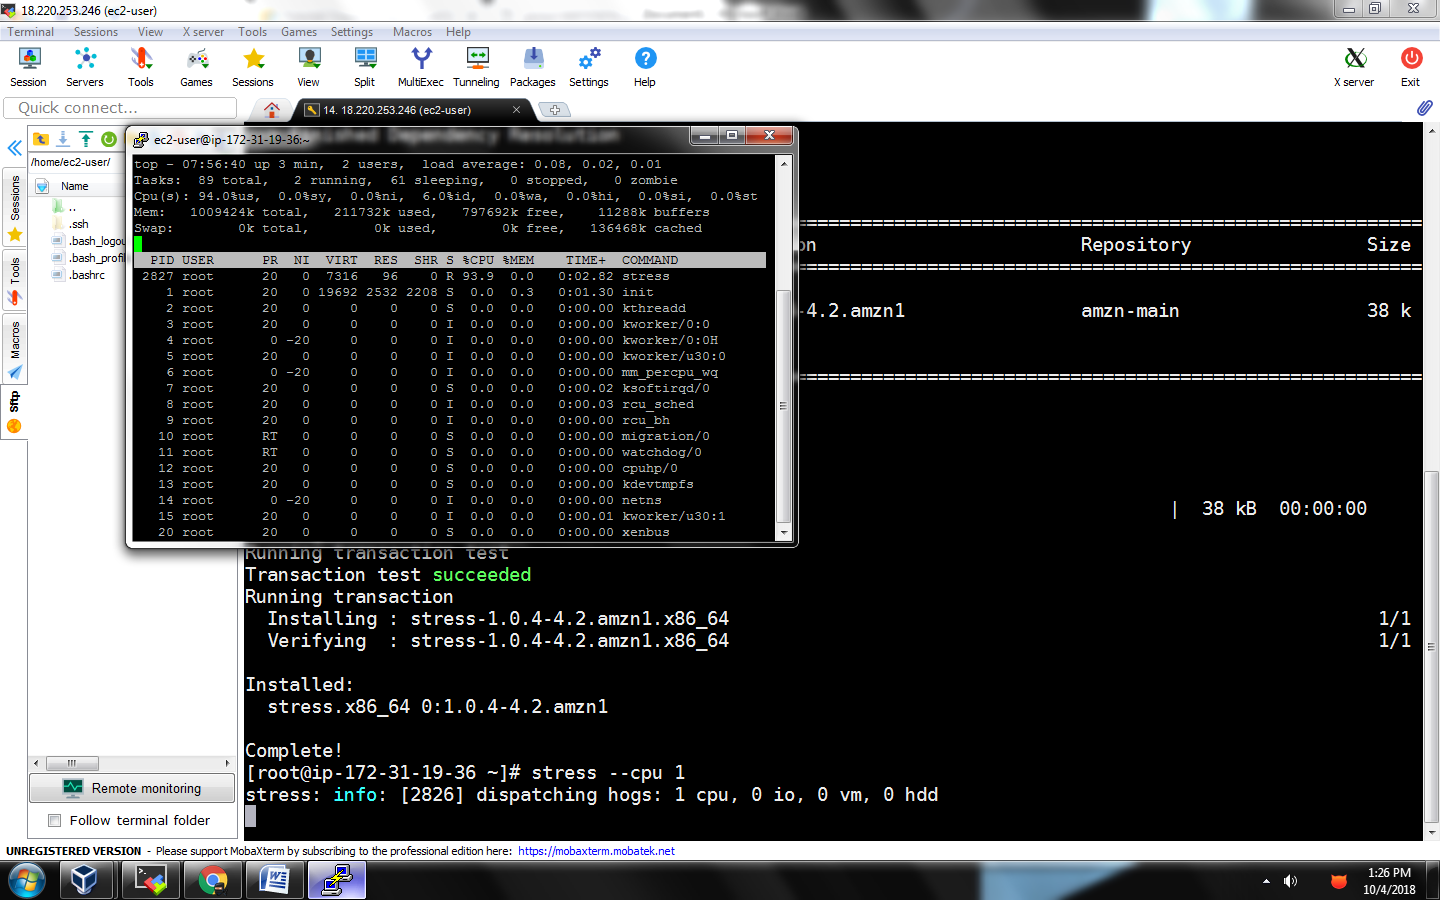 18.220.253.246 (ec2-user)
Terminal Sessions View X server Tools Games Settings Macros Help
Session Servers Tools Games Sessions View Split MultiExec Tunneling Packages Settings Help X server Exit
Quick connect...
14. 18.220.253.246 (ec2-user)
Dependency Resolution
/home/ec2-user/
Name
..
.ssh
.bash_logou
.bash_profil
.bashrc
Sessions
Tools
Macros
Sftp
ec2-user@ip-172-31-19-36:~
top - 07:56:40 up 3 min,  2 users,  load average: 0.08, 0.02, 0.01
Tasks:  89 total,   2 running,  61 sleeping,   0 stopped,   0 zombie
Cpu(s): 94.0%us,  0.0%sy,  0.0%ni,  6.0%id,  0.0%wa,  0.0%hi,  0.0%si,  0.0%st
Mem:   1009424k total,   211732k used,   797692k free,    11288k buffers
Swap:        0k total,        0k used,        0k free,   136468k cached
PID USER PR NI VIRT RES SHR S %CPU %MEM TIME+ COMMAND
2827 root 20 0 7316 96 0 R 93.9 0.0 0:02.82 stress
1 root 20 0 19692 2532 2208 S 0.0 0.3 0:01.30 init
2 root 20 0 0 0 0 S 0.0 0.0 0:00.00 kthreadd
3 root 20 0 0 0 0 I 0.0 0.0 0:00.00 kworker/0:0
4 root 0 -20 0 0 0 I 0.0 0.0 0:00.00 kworker/0:0H
5 root 20 0 0 0 0 I 0.0 0.0 0:00.00 kworker/u30:0
6 root 0 -20 0 0 0 I 0.0 0.0 0:00.00 mm_percpu_wq
7 root 20 0 0 0 0 S 0.0 0.0 0:00.02 ksoftirqd/0
8 root 20 0 0 0 0 I 0.0 0.0 0:00.03 rcu_sched
9 root 20 0 0 0 0 I 0.0 0.0 0:00.00 rcu_bh
10 root RT 0 0 0 0 S 0.0 0.0 0:00.00 migration/0
11 root RT 0 0 0 0 S 0.0 0.0 0:00.00 watchdog/0
12 root 20 0 0 0 0 S 0.0 0.0 0:00.00 cpuhp/0
13 root 20 0 0 0 0 S 0.0 0.0 0:00.00 kdevtmpfs
14 root 0 -20 0 0 0 I 0.0 0.0 0:00.00 netns
15 root 20 0 0 0 0 I 0.0 0.0 0:00.01 kworker/u30:1
20 root 20 0 0 0 0 S 0.0 0.0 0:00.00 xenbus
on Repository Size
-4.2.amzn1 amzn-main 38 k
| 38 kB 00:00:00
Running transaction test
Transaction test succeeded
Running transaction
Installing : stress-1.0.4-4.2.amzn1.x86_64 1/1
Verifying  : stress-1.0.4-4.2.amzn1.x86_64 1/1
Installed:
stress.x86_64 0:1.0.4-4.2.amzn1
Complete!
[root@ip-172-31-19-36 ~]# stress --cpu 1
stress: info: [2826] dispatching hogs: 1 cpu, 0 io, 0 vm, 0 hdd
Remote monitoring
Follow terminal folder
UNREGISTERED VERSION - Please support MobaXterm by subscribing to the professional edition here: https://mobaxterm.mobatek.net
1:26 PM
10/4/2018